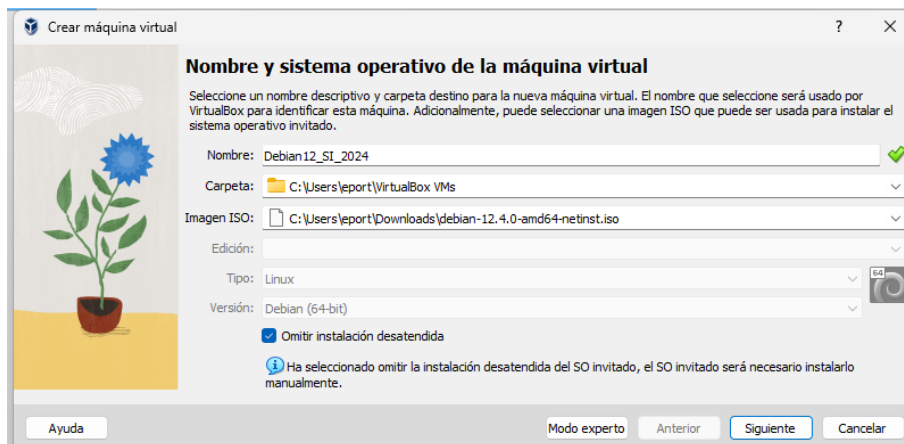 Crear máquina virtual
?
Nombre y sistema operativo de la máquina virtual
Seleccione un nombre descriptivo y carpeta destino para la nueva máquina virtual. El nombre que seleccione será usado por
VirtualBox para identificar esta máquina. Adicionalmente, puede seleccionar una imagen ISO que puede ser usada para instalar el
sistema operativo invitado.
Nombre: Debian12_SI_2024
Carpeta: C:\Users\eport\VirtualBox VMs
Imagen ISO: C:\Users\eport\Downloads\debian-12.4.0-amd64-netinst.iso
Edición:
Tipo: Linux
64
Versión: Debian (64-bit)
Omitir instalación desatendida
Ha seleccionado omitir la instalación desatendida del SO invitado, el SO invitado será necesario instalarlo
manualmente.
Ayuda Modo experto Anterior Siguiente Cancelar